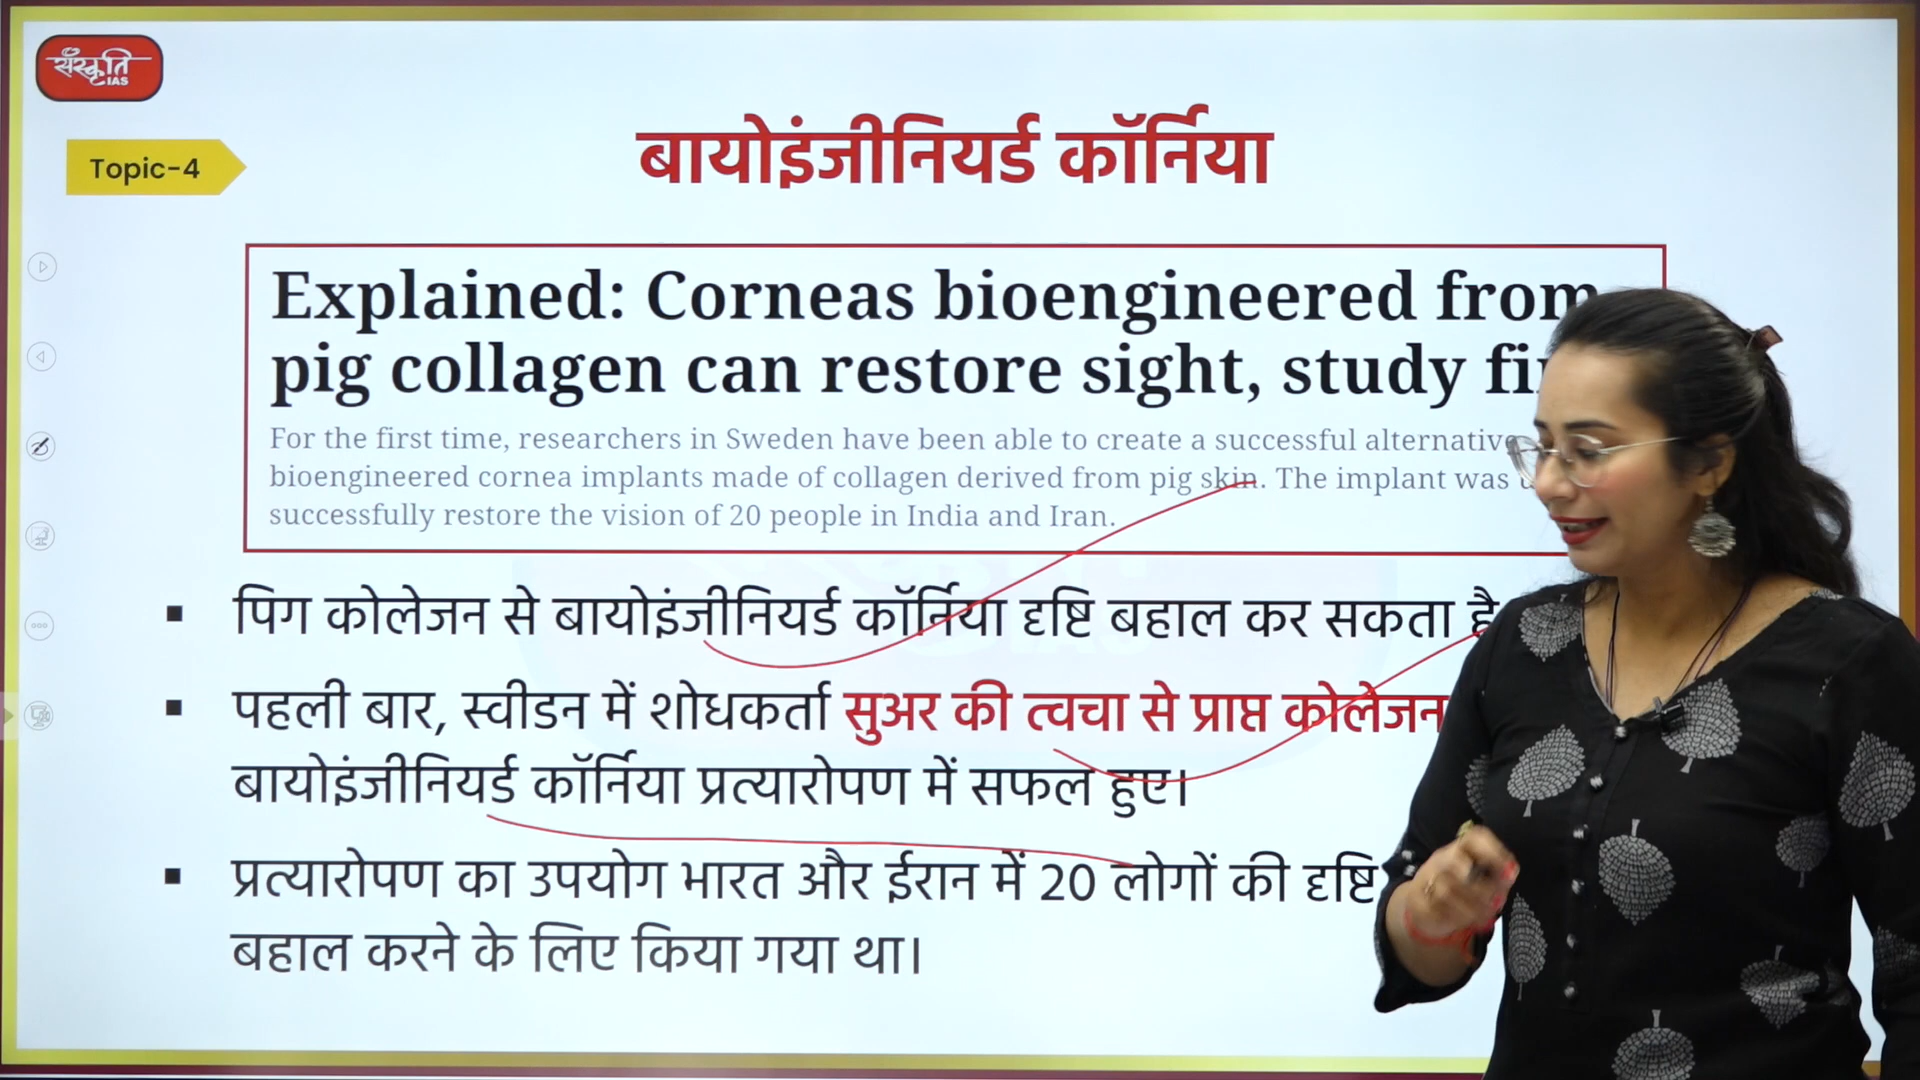 संस्कृति
IAS
Topic-4
बायोइंजीनियर्ड कॉर्निया
Explained: Corneas bioengineered from
pig collagen can restore sight, study
For the first time, researchers in Sweden have been able to create a successful alternative
bioengineered cornea implants made of collagen derived from pig skin. The implant was
successfully restore the vision of 20 people in India and Iran.
▪ पिग कोलेजन से बायोइंजीनियर्ड कॉर्निया दृष्टि बहाल कर सकता है
▪ पहली बार, स्वीडन में शोधकर्ता सुअर की त्वचा से प्राप्त कोलेजन
बायोइंजीनियर्ड कॉर्निया प्रत्यारोपण में सफल हुए।
▪ प्रत्यारोपण का उपयोग भारत और ईरान में 20 लोगों की दृष्टि
बहाल करने के लिए किया गया था।